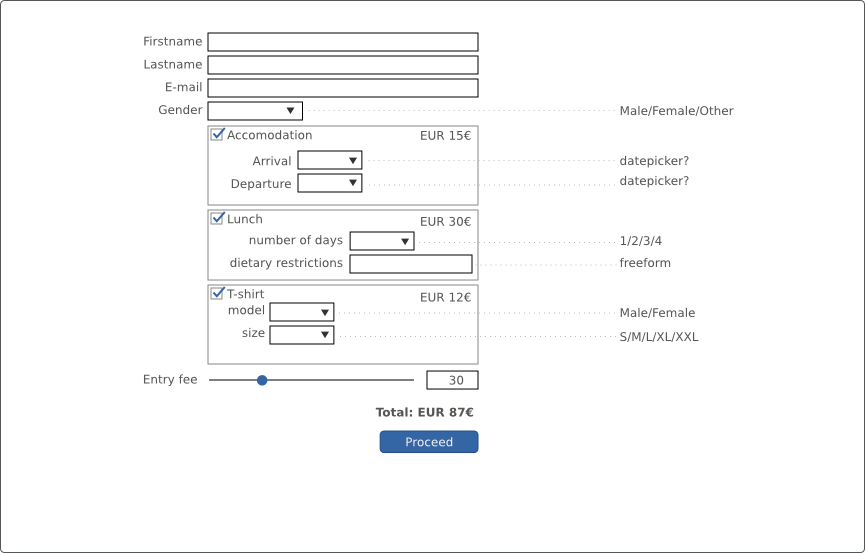 Firstname
Lastname
E-mail
Gender Male/Female/Other
Accomodation EUR 15€
Arrival datepicker?
Departure datepicker?
Lunch EUR 30€
number of days 1/2/3/4
dietary restrictions freeform
T-shirt EUR 12€
model Male/Female
size S/M/L/XL/XXL
Entry fee 30
Total: EUR 87€
Proceed